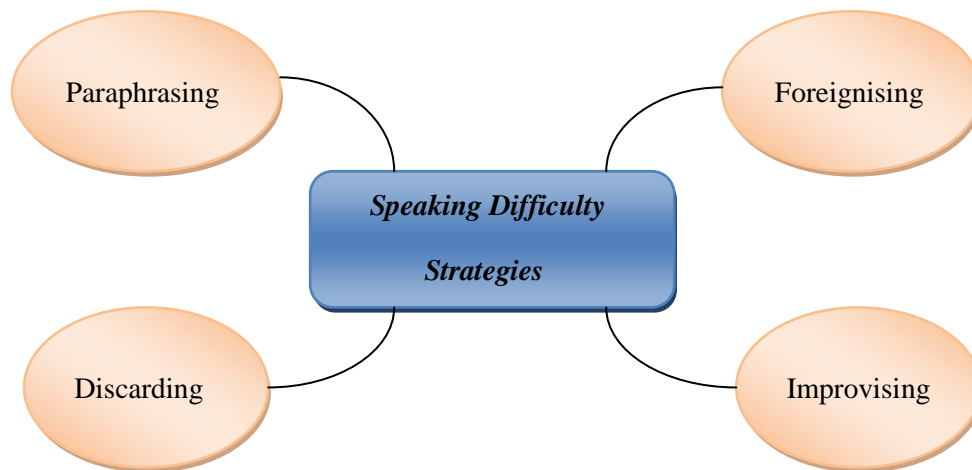 Paraphrasing
Foreignising
Speaking Difficulty
Strategies
Discarding
Improvising